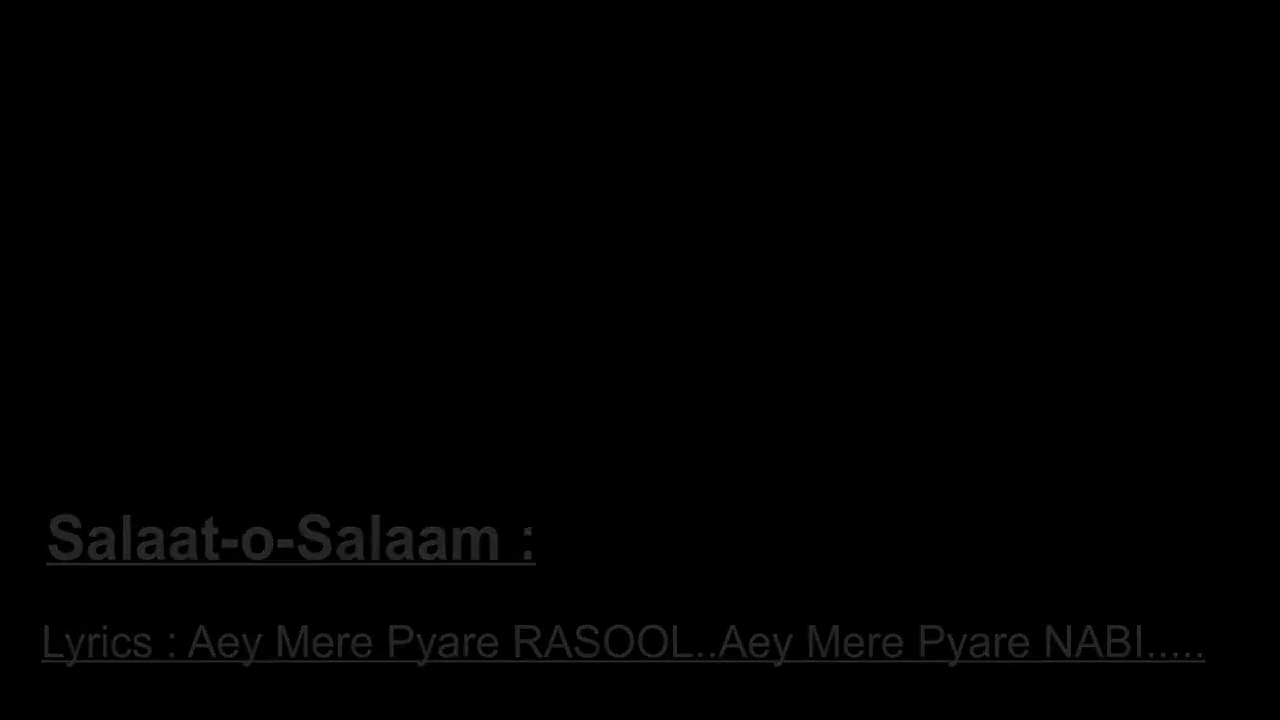 Salaat-o-Salaam :
Lyrics : Aey Mere Pyare RASOOL..Aey Mere Pyare NABI.....